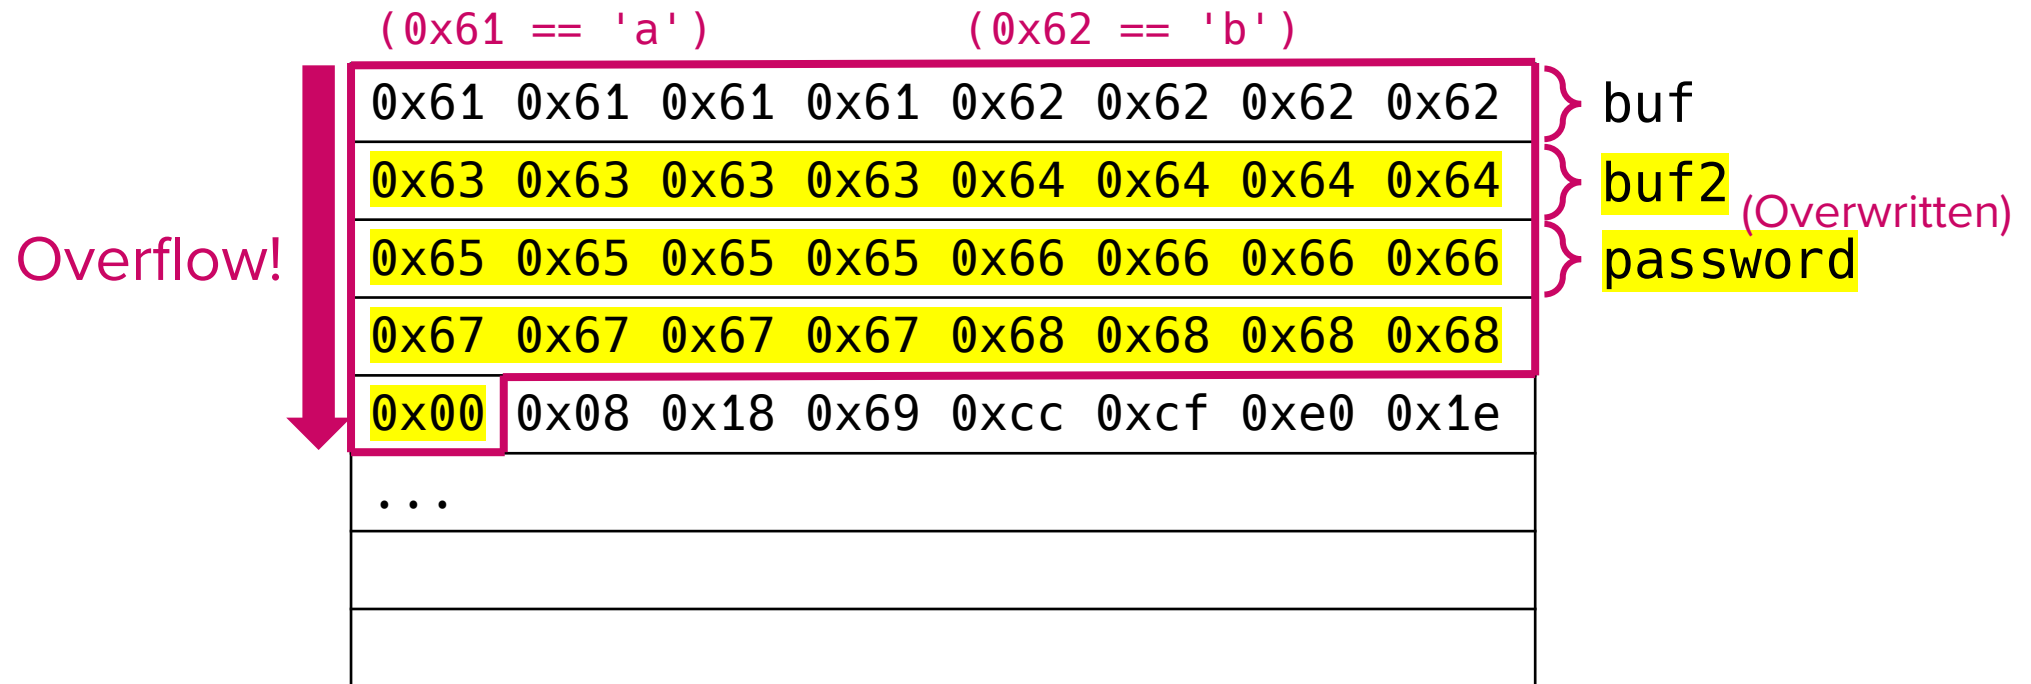 (0x61 == 'a') (0x62 == 'b')
0x61 0x61 0x61 0x61 0x62 0x62 0x62 0x62 buf
0x63 0x63 0x63 0x63 0x64 0x64 0x64 0x64 buf2
(Overwritten)
Overflow! 0x65 0x65 0x65 0x65 0x66 0x66 0x66 0x66 password
0x67 0x67 0x67 0x67 0x68 0x68 0x68 0x68
0x00 0x08 0x18 0x69 0xcc 0xcf 0xe0 0x1e
...